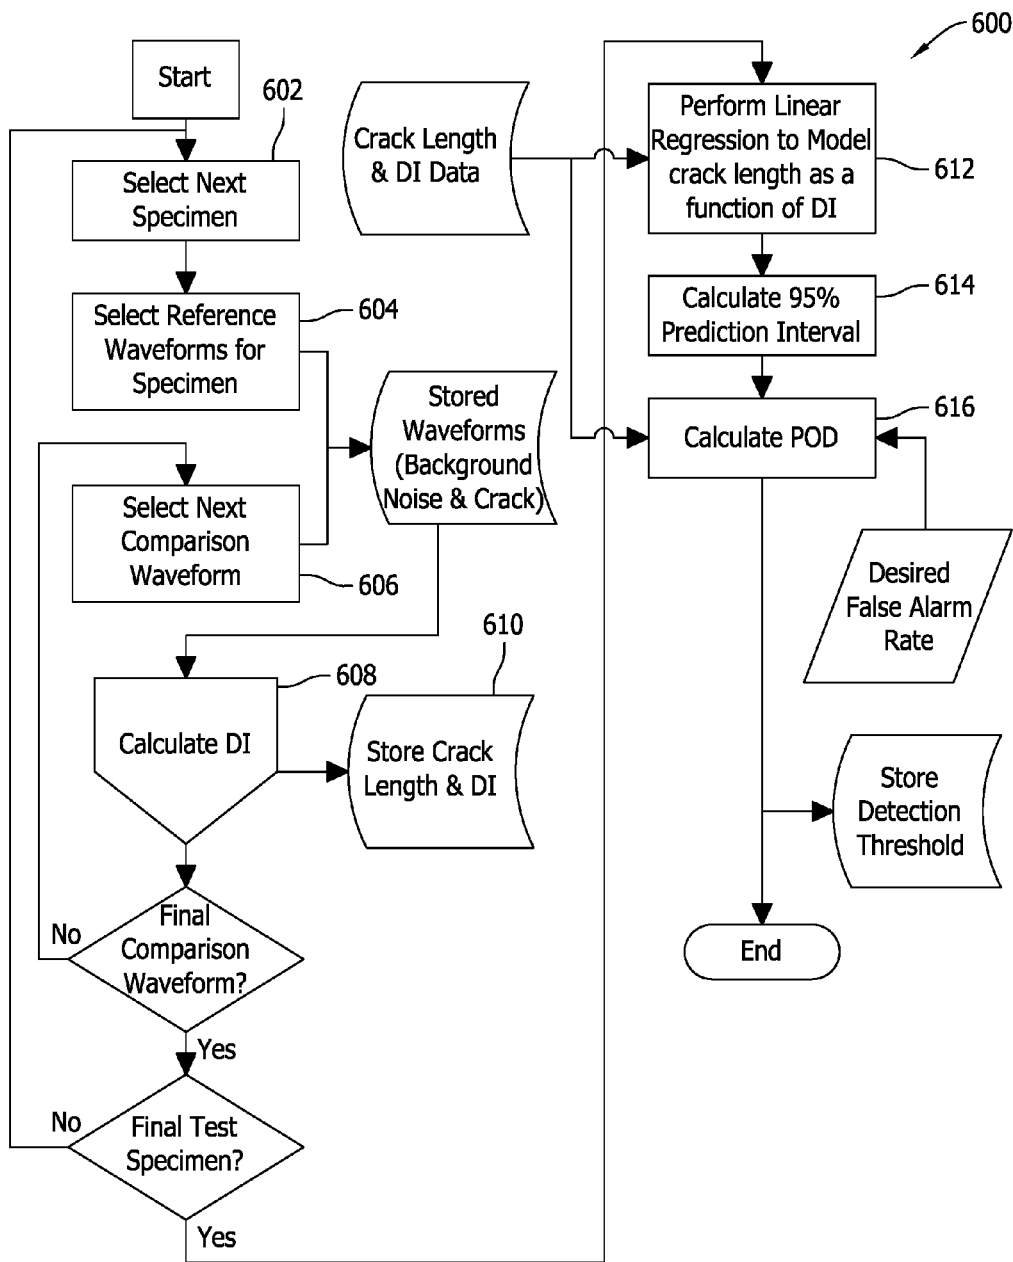 600
Start
602
Select Next
Specimen
Select Reference
Waveforms for
Specimen
604
Select Next
Comparison
Waveform
606
Stored
Waveforms
(Background
Noise & Crack)
608
Calculate DI
610
Store Crack
Length & DI
Final
Comparison
Waveform?
No
Yes
Final Test
Specimen?
No
Yes
Crack Length
& DI Data
Perform Linear
Regression to Model
crack length as a
function of DI
612
Calculate 95%
Prediction Interval
614
Calculate POD
616
Desired
False Alarm
Rate
Store
Detection
Threshold
End